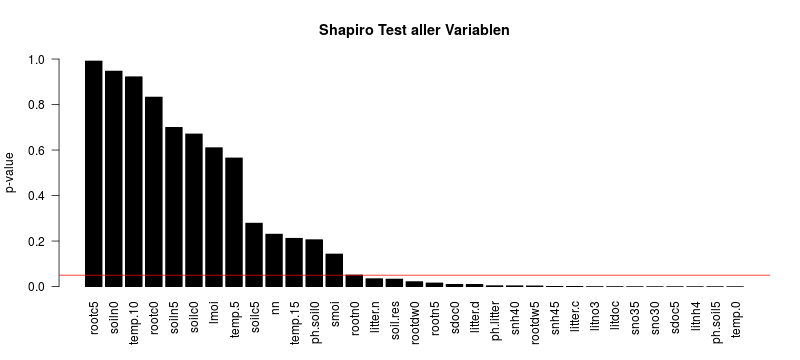 Shapiro Test aller Variablen
p-value
1.0
0.8
0.6
0.4
0.2
0.0
rootc5
soiln0
temp.10
rootc0
soiln5
soilc0
lmoi
temp.5
soilc5
nn
temp.15
ph.soil0
smoi
rootn0
litter.n
soil.res
rootdw0
rootn5
sdoc0
litter.d
ph.litter
snh40
rootdw5
snh45
litter.c
litno3
litdoc
sno35
sno30
sdoc5
litnh4
ph.soil5
temp.0